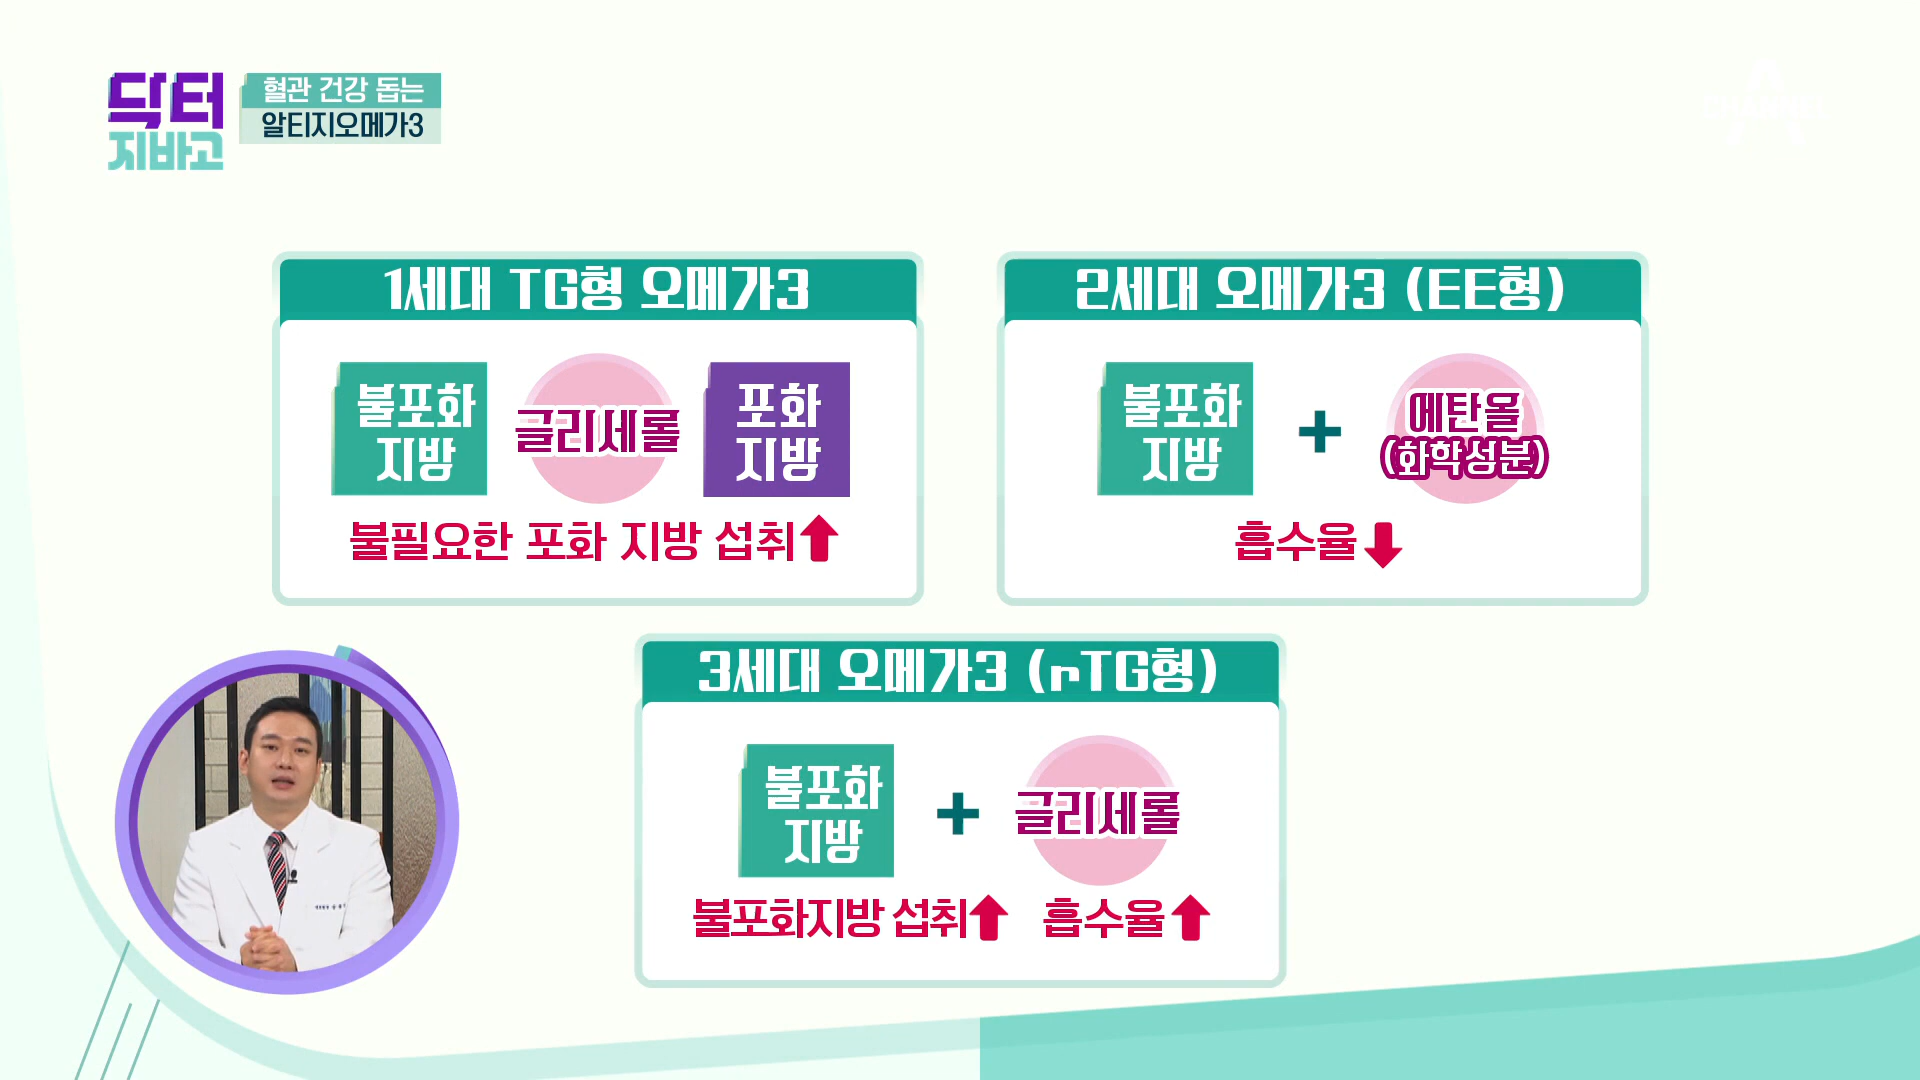 닥터
지바고
혈관 건강 돕는
알티지오메가3
CHANNEL A
1세대 TG형 오메가3
불포화
지방
글리세롤
포화
지방
불필요한 포화 지방 섭취
2세대 오메가3 (EE형)
불포화
지방
+
에탄올
(화학성분)
흡수율
3세대 오메가3 (rTG형)
불포화
지방
+
글리세롤
불포화지방 섭취 흡수율